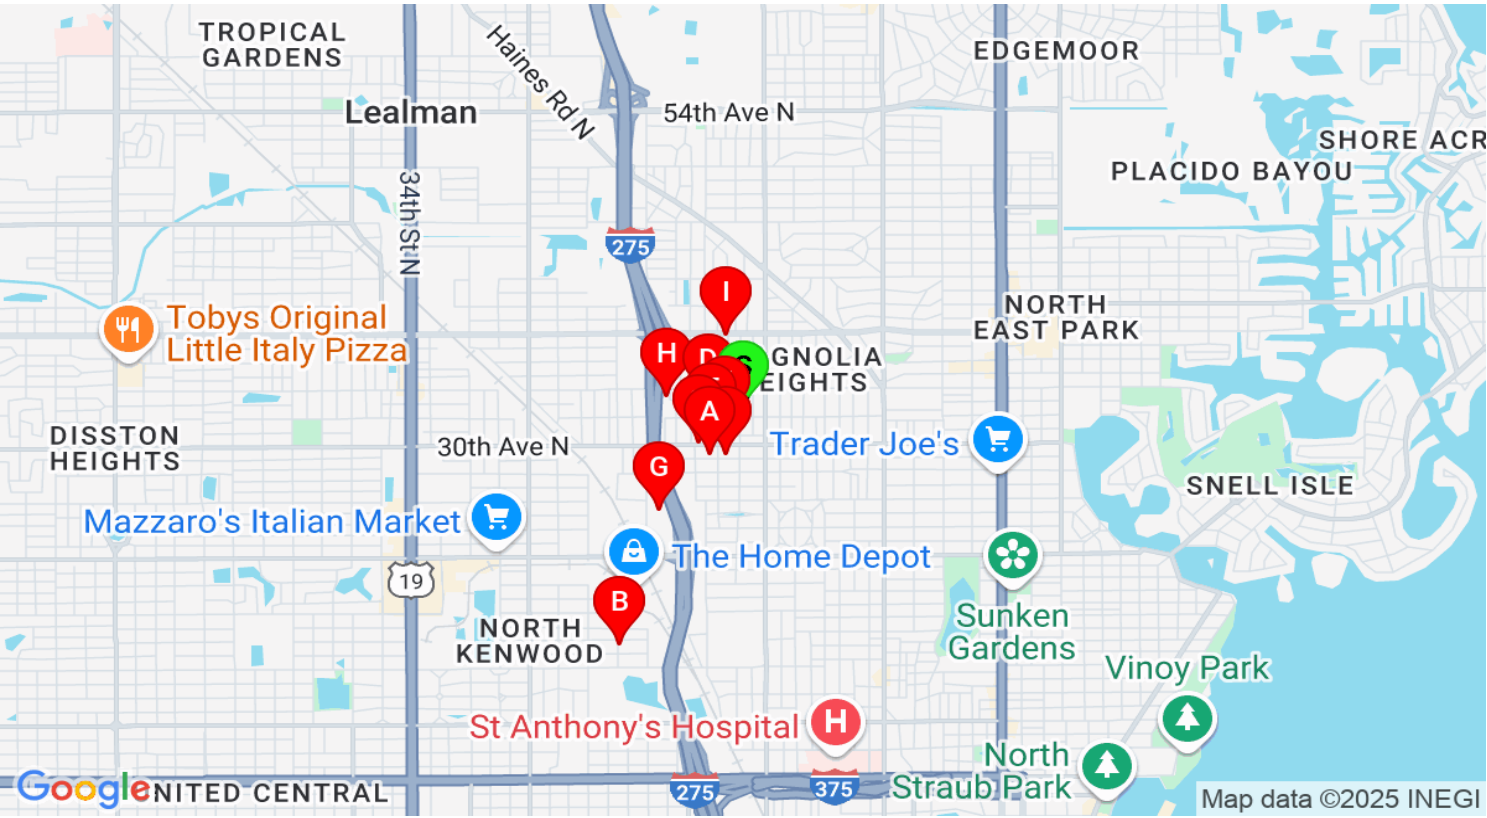 TROPICAL
GARDENS
Haines Rd N
EDGEMOOR
Lealman
54th Ave N
SHORE ACR
PLACIDO BAYOU
34th St N
275
I
NORTH
EAST PARK
Tobys Original
Little Italy Pizza
H
D
S
GNOLIA
EIGHTS
A
DISSTON
HEIGHTS
30th Ave N
Trader Joe's
G
SNELL ISLE
Mazzaro's Italian Market
The Home Depot
19
B
NORTH
KENWOOD
Sunken
Gardens
Vinoy Park
St Anthony's Hospital
H
North
Straub Park
Google
NITED CENTRAL
275
375
Map data ©2025 INEGI